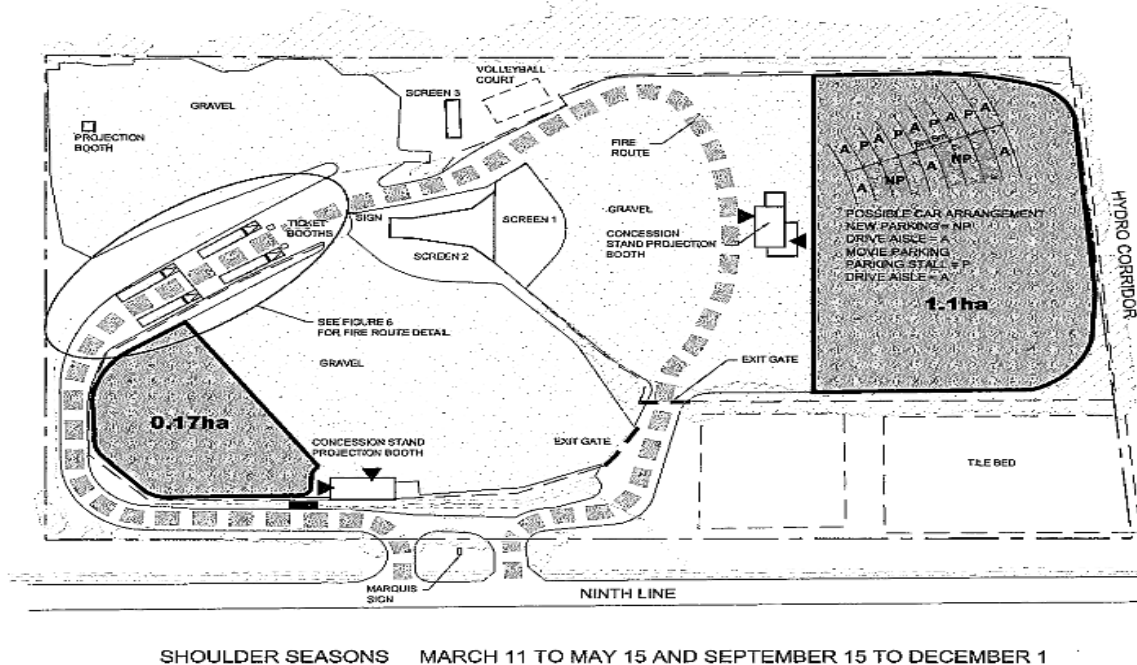 VOLLEYBALL
COURT
SCREEN 3
GRAVEL
PROJECTION
BOOTH
FIRE
ROUTE
A
P
A
P
A
P
A
P
A
A
NP
A
NP
SIGN
TICKET
BOOTHS
SCREEN 1
GRAVEL
CONCESSION
STAND PROJECTION
BOOTH
SCREEN 2
POSSIBLE CAR ARRANGEMENT
NEW PARKING = NP
DRIVE AISLE = A
MOVIE PARKING
PARKING STALL = P
DRIVE AISLE = A
1.1ha
HYDRO CORRIDOR
SEE FIGURE 6
FOR FIRE ROUTE DETAIL
GRAVEL
EXIT GATE
0.17ha
CONCESSION STAND
PROJECTION BOOTH
EXIT GATE
TILE BED
MARQUIS
SIGN
NINTH LINE
SHOULDER SEASONS MARCH 11 TO MAY 15 AND SEPTEMBER 15 TO DECEMBER 1